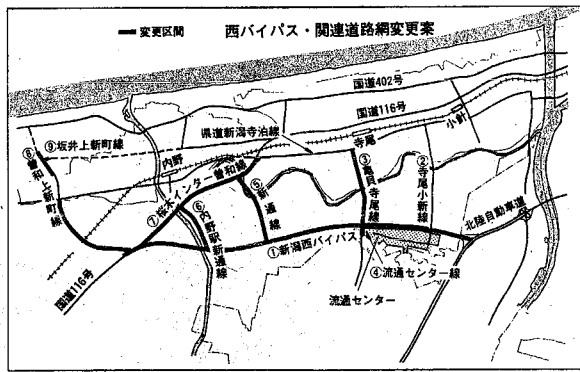 変更区間
西バイパス・関連道路網変更案
国道402号
国道116号
小針
県道新潟寺泊線
寺尾
⑨坂井上新町線
内野
⑧曽和上新町線
⑦桜木インター曽和線
⑤新通線
③亀貝寺尾線
②寺尾小新線
⑥内野駅新通線
北陸自動車道
①新潟西バイパス
④流通センター線
国道116号
流通センター